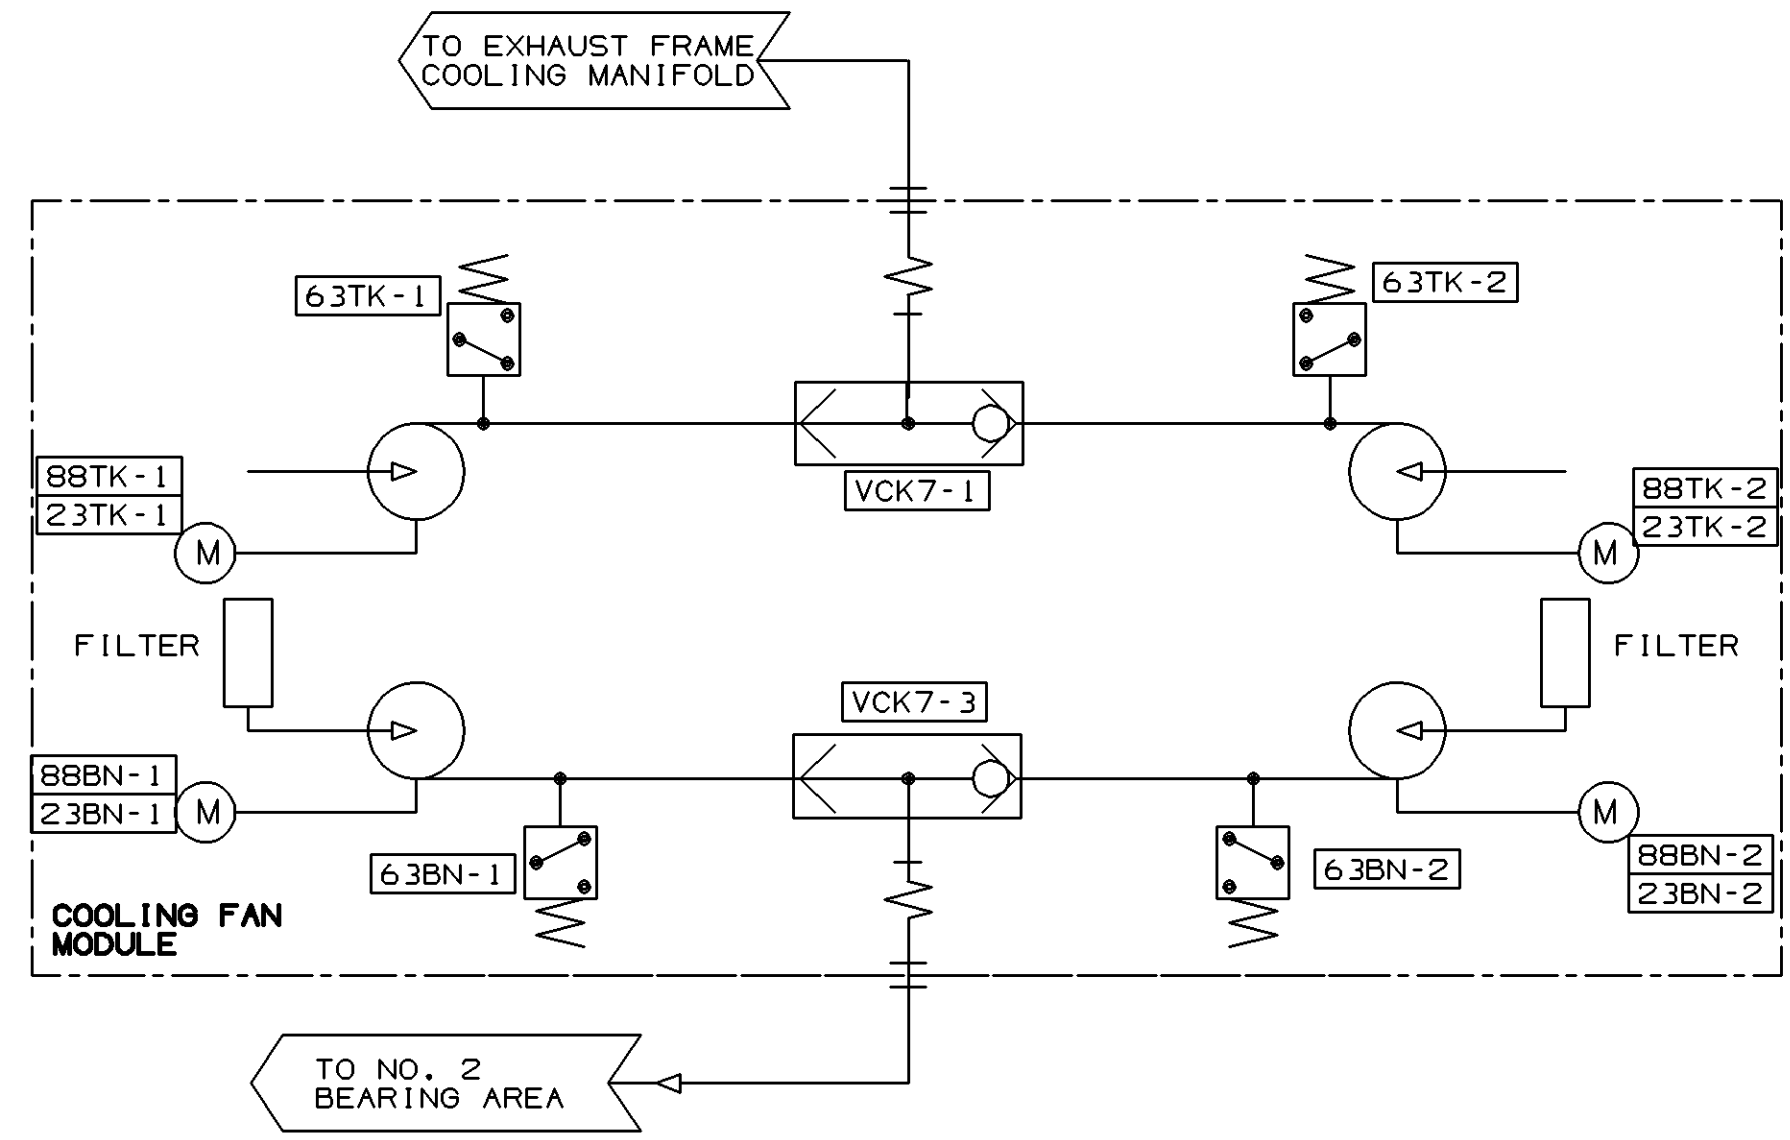 TO EXHAUST FRAME
COOLING MANIFOLD
63TK-1
63TK-2
88TK-1
23TK-1
VCK7-1
88TK-2
23TK-2
M
M
FILTER
FILTER
VCK7-3
88BN-1
23BN-1
M
M
63BN-1
63BN-2
88BN-2
23BN-2
COOLING FAN
MODULE
TO NO. 2
BEARING AREA